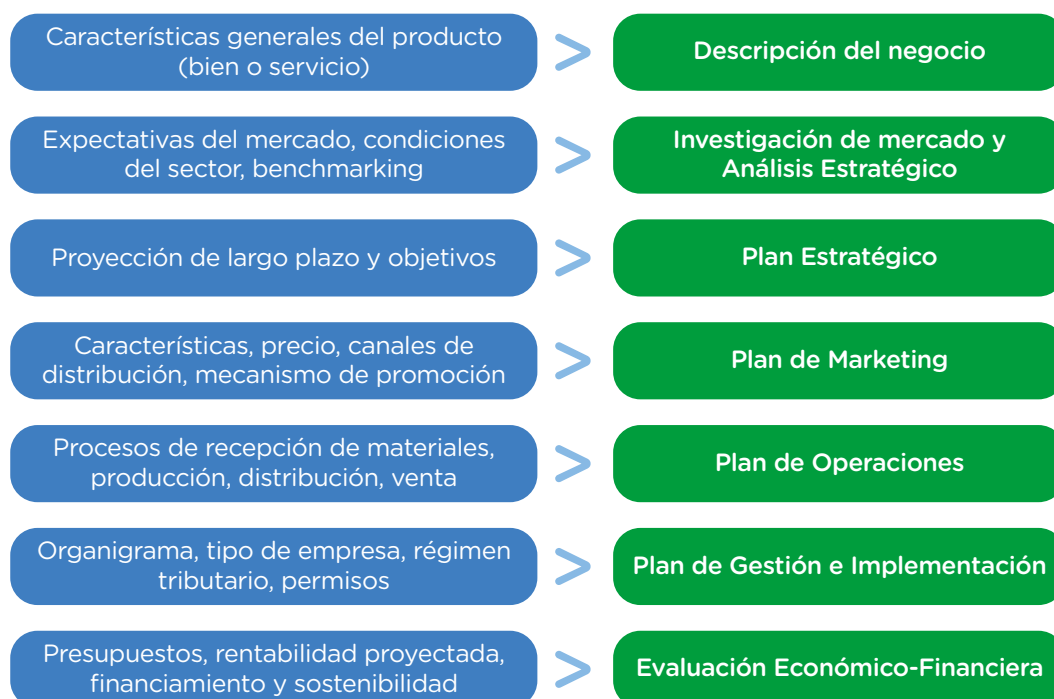 Características generales del producto
(bien o servicio)
>
Descripción del negocio
Expectativas del mercado, condiciones
del sector, benchmarking
>
Investigación de mercado y
Análisis Estratégico
Proyección de largo plazo y objetivos
>
Plan Estratégico
Características, precio, canales de
distribución, mecanismo de promoción
>
Plan de Marketing
Procesos de recepción de materiales,
producción, distribución, venta
>
Plan de Operaciones
Organigrama, tipo de empresa, régimen
tributario, permisos
>
Plan de Gestión e Implementación
Presupuestos, rentabilidad proyectada,
financiamiento y sostenibilidad
>
Evaluación Económico-Financiera